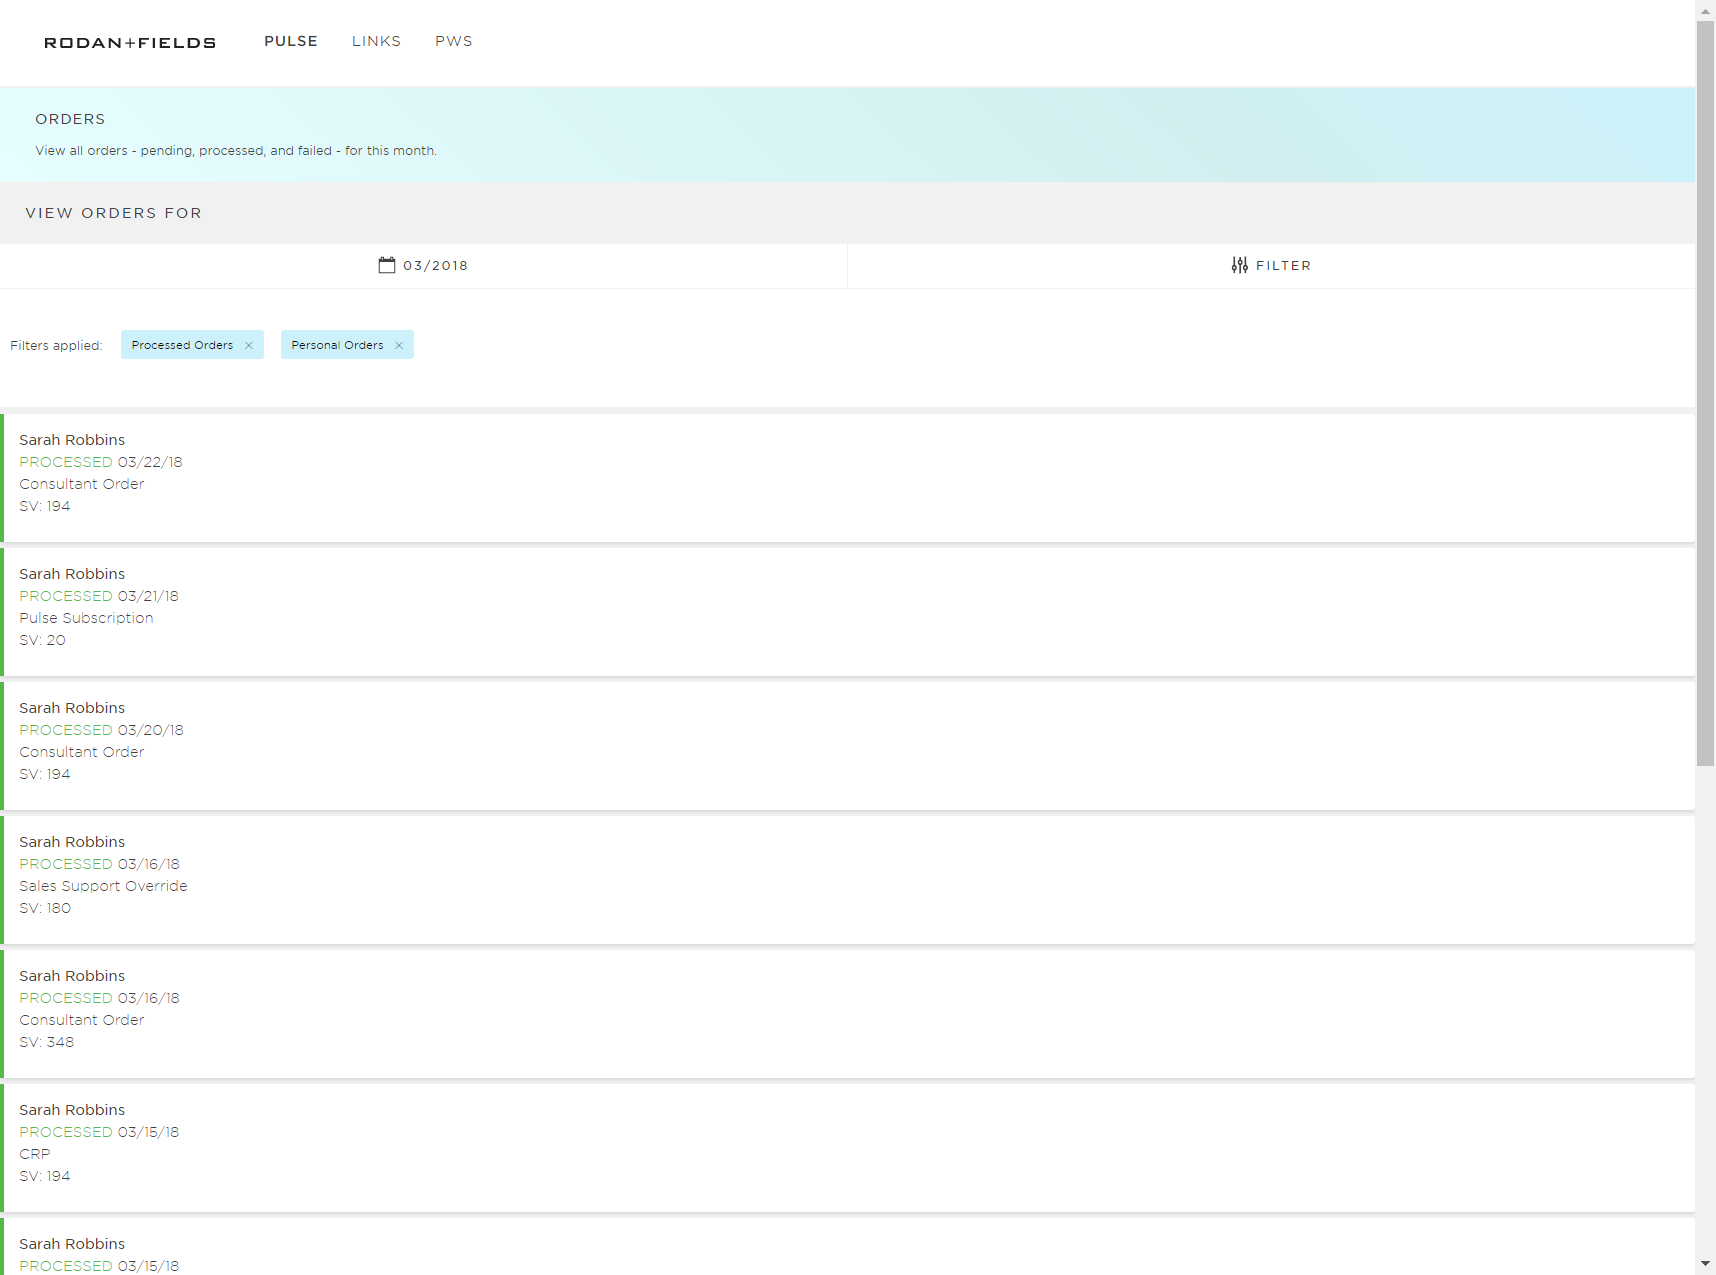 RODAN+FIELDS PULSE LINKS PWS
ORDERS
View all orders - pending, processed, and failed - for this month.
VIEW ORDERS FOR
03/2018 FILTER
Filters applied: Processed Orders × Personal Orders ×
Sarah Robbins
PROCESSED 03/22/18
Consultant Order
SV: 194
Sarah Robbins
PROCESSED 03/21/18
Pulse Subscription
SV: 20
Sarah Robbins
PROCESSED 03/20/18
Consultant Order
SV: 194
Sarah Robbins
PROCESSED 03/16/18
Sales Support Override
SV: 180
Sarah Robbins
PROCESSED 03/16/18
Consultant Order
SV: 348
Sarah Robbins
PROCESSED 03/15/18
CRP
SV: 194
Sarah Robbins
PROCESSED 03/15/18